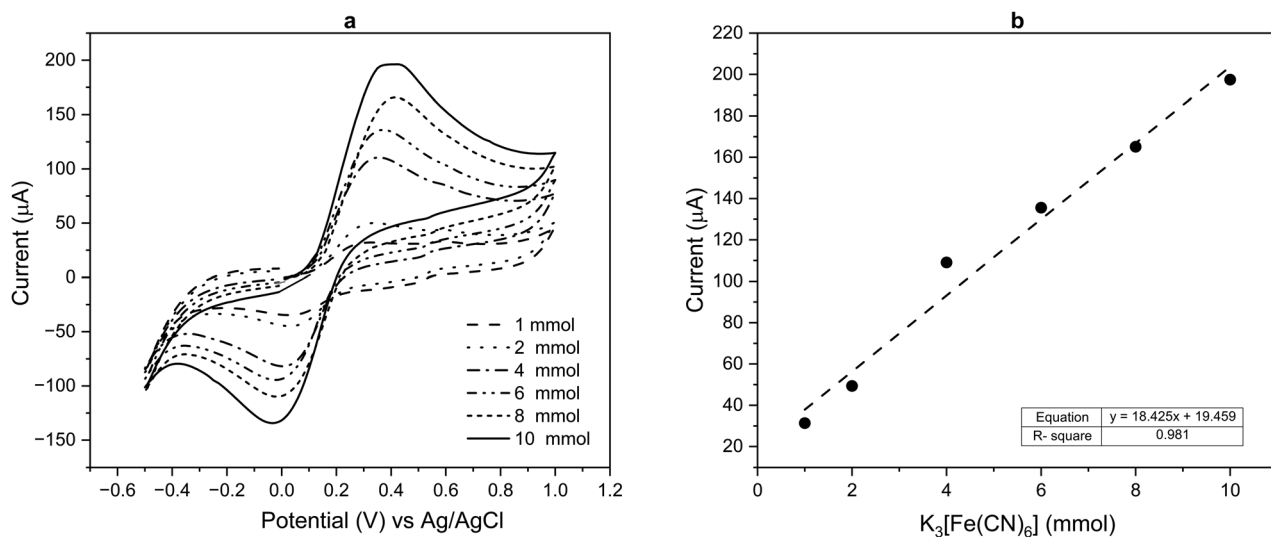 a
200
150
100
50
0
−50
−100
−150
Current (μA)
−0.6 −0.4 −0.2 0.0 0.2 0.4 0.6 0.8 1.0 1.2
Potential (V) vs Ag/AgCl
1 mmol
2 mmol
4 mmol
6 mmol
8 mmol
10 mmol
b
220
200
180
160
140
120
100
80
60
40
20
Current (μA)
0 2 4 6 8 10
K₃[Fe(CN)₆] (mmol)
Equation y = 18.425x + 19.459
R- square 0.981